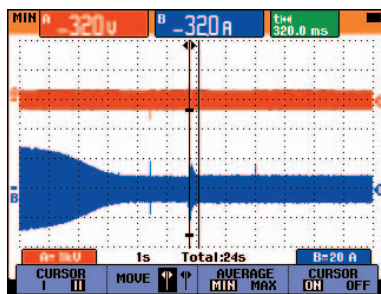 MIN A -320V B -320A t
320.0 ms
B
A= 1kV 1s Total:24s B=20 A
CURSOR MOVE AVERAGE CURSOR
I II MIN MAX ON OFF